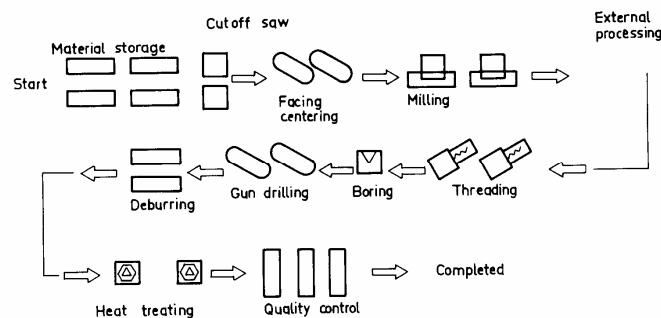 Cutoff saw
External
processing
Material storage
Start
Facing
centering
Milling
Deburring
Gun drilling
Boring
Threading
Heat treating
Quality control
Completed